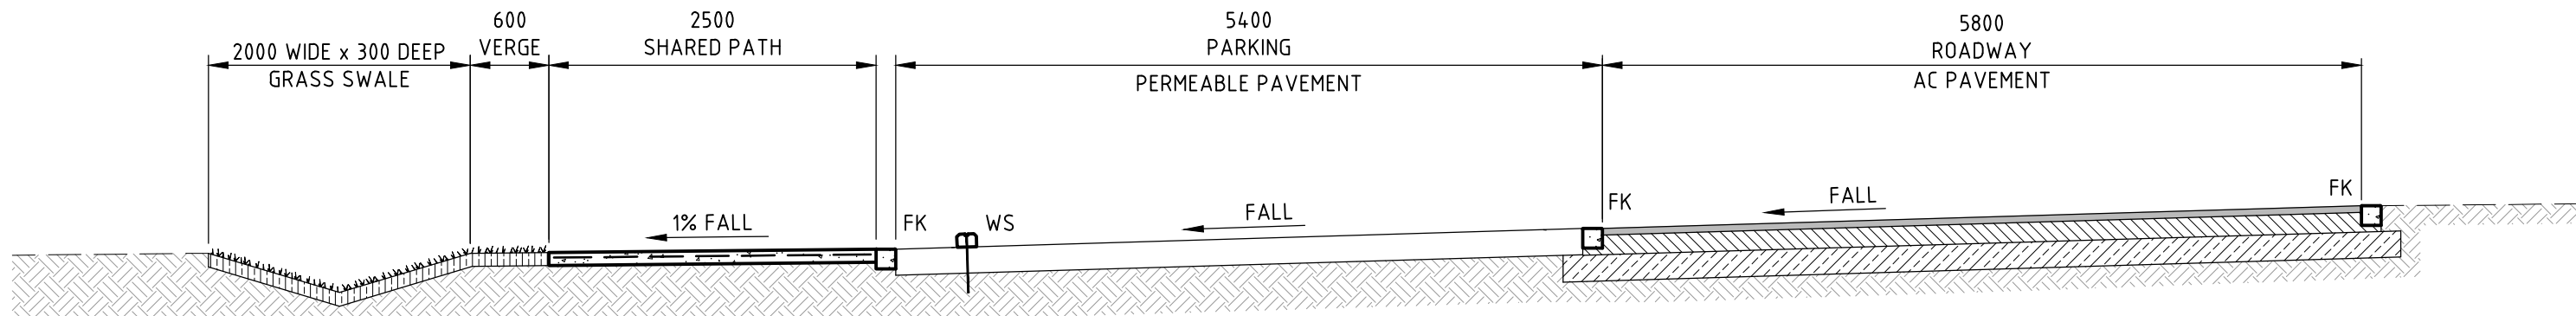 600
2500
5400
5800
2000 WIDE x 300 DEEP
VERGE
SHARED PATH
PARKING
ROADWAY
GRASS SWALE
PERMEABLE PAVEMENT
AC PAVEMENT
1% FALL
FK
WS
FALL
FK
FALL
FK